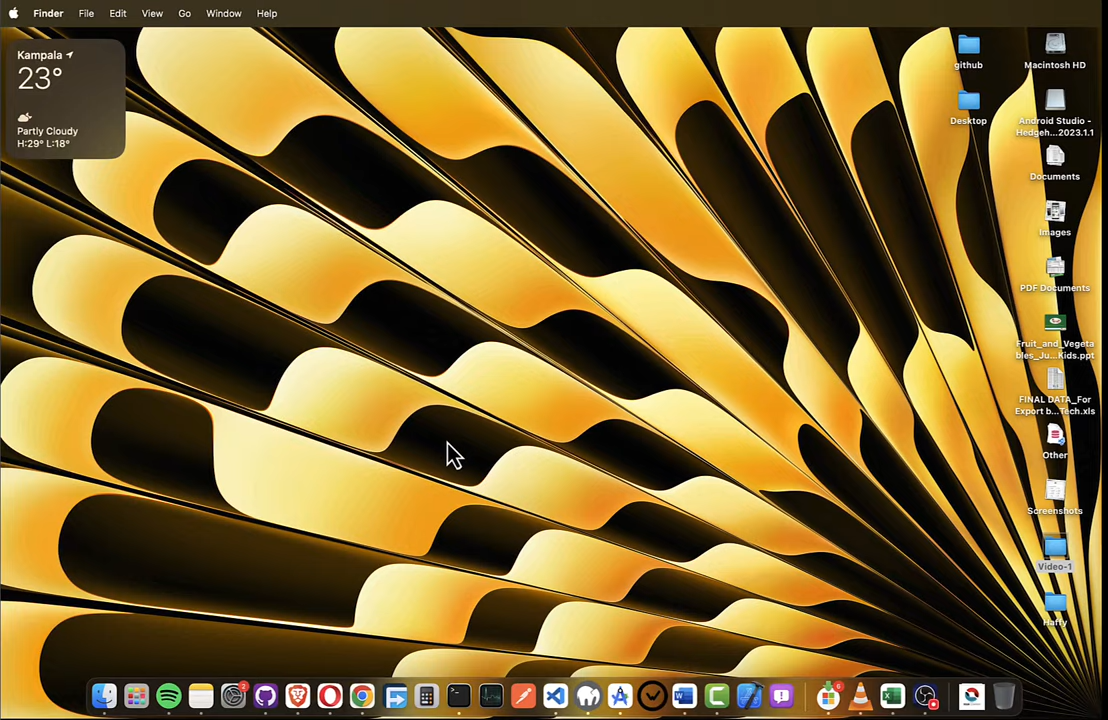 Finder File Edit View Go Window Help
Kampala
23°
Partly Cloudy
H:29° L:18°
github
Macintosh HD
Desktop
Android Studio -
Hedgeh...2023.1.1
Documents
Images
PDF Documents
Fruit_and_Vegeta
bles_Ju...Kids.ppt
FINAL DATA_For
Export b...Tech.xls
Other
Screenshots
Video-1
Haffy
2
6